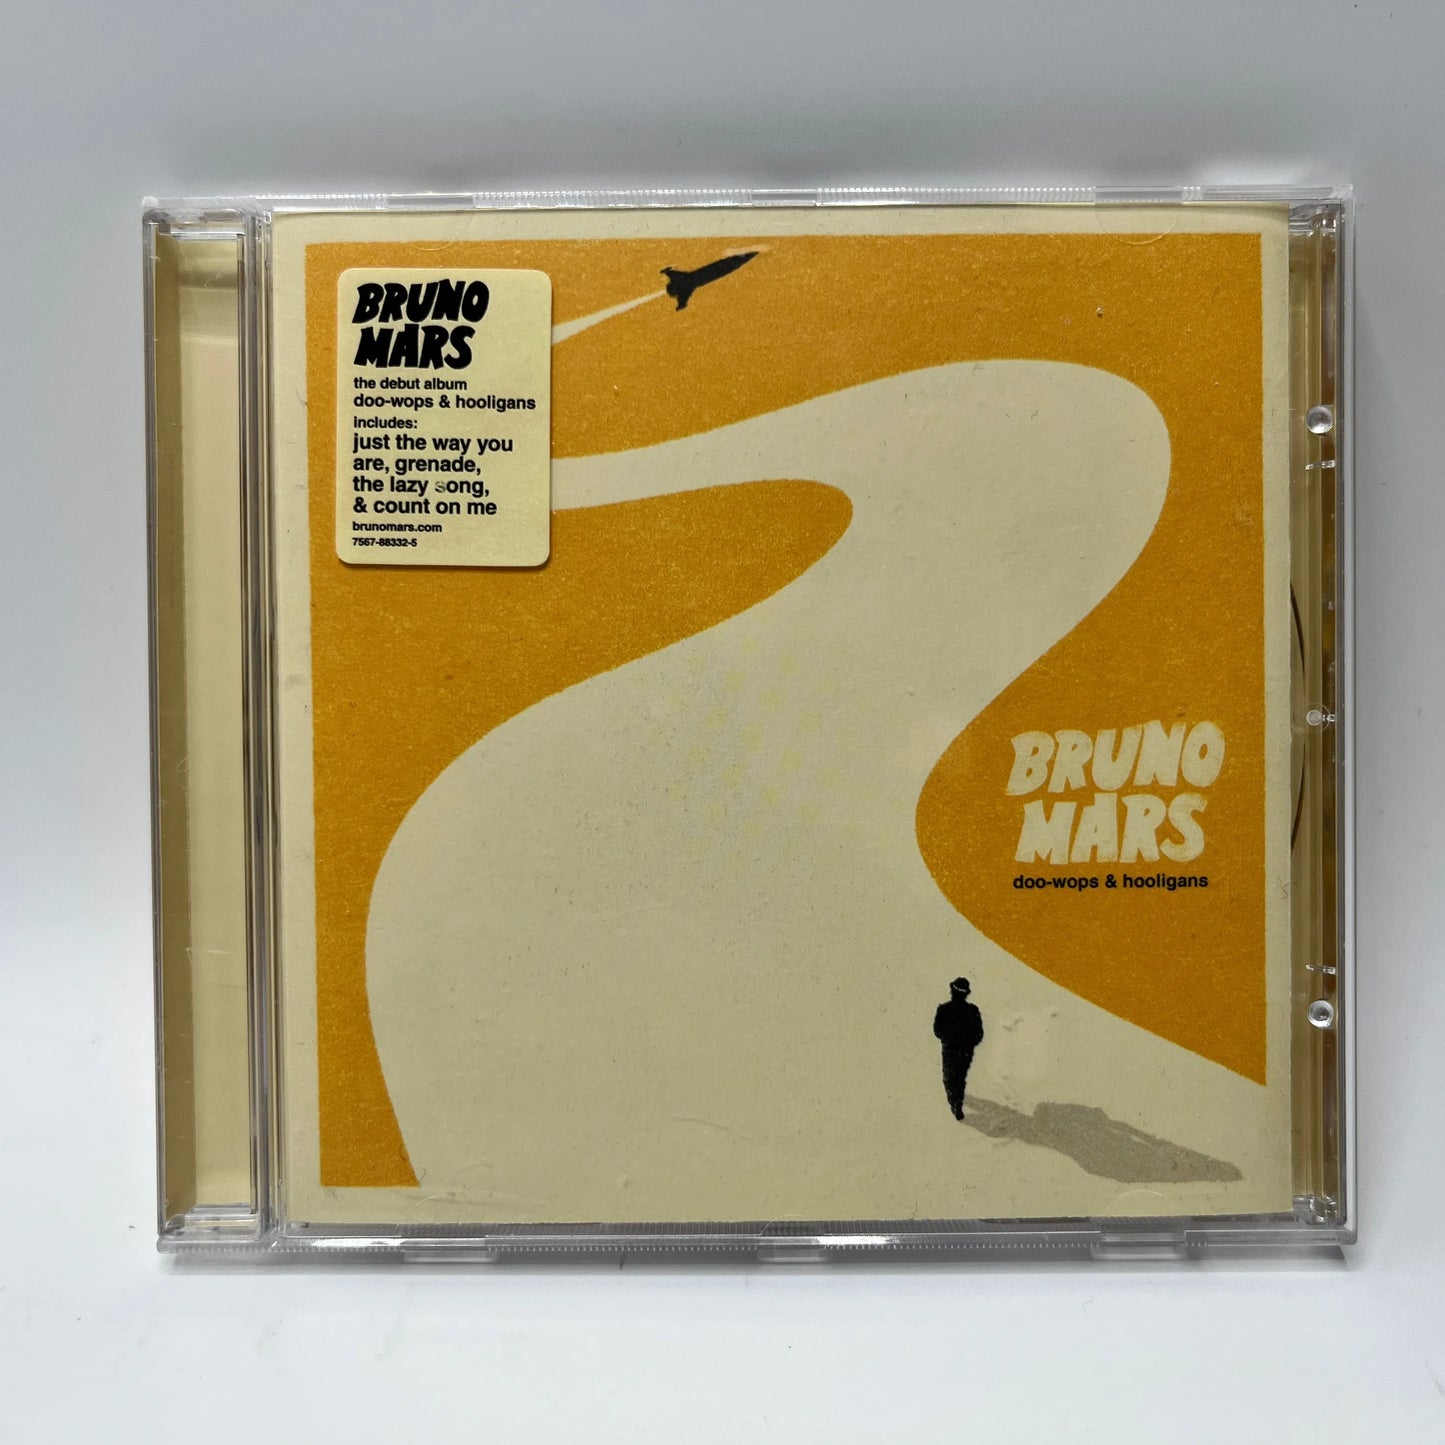 BRUNO
MARS
the debut album
doo-wops & hooligans
includes:
just the way you
are, grenade,
the lazy song,
& count on me
brunomars.com
7567-88332-5
BRUNO
MARS
doo-wops & hooligans